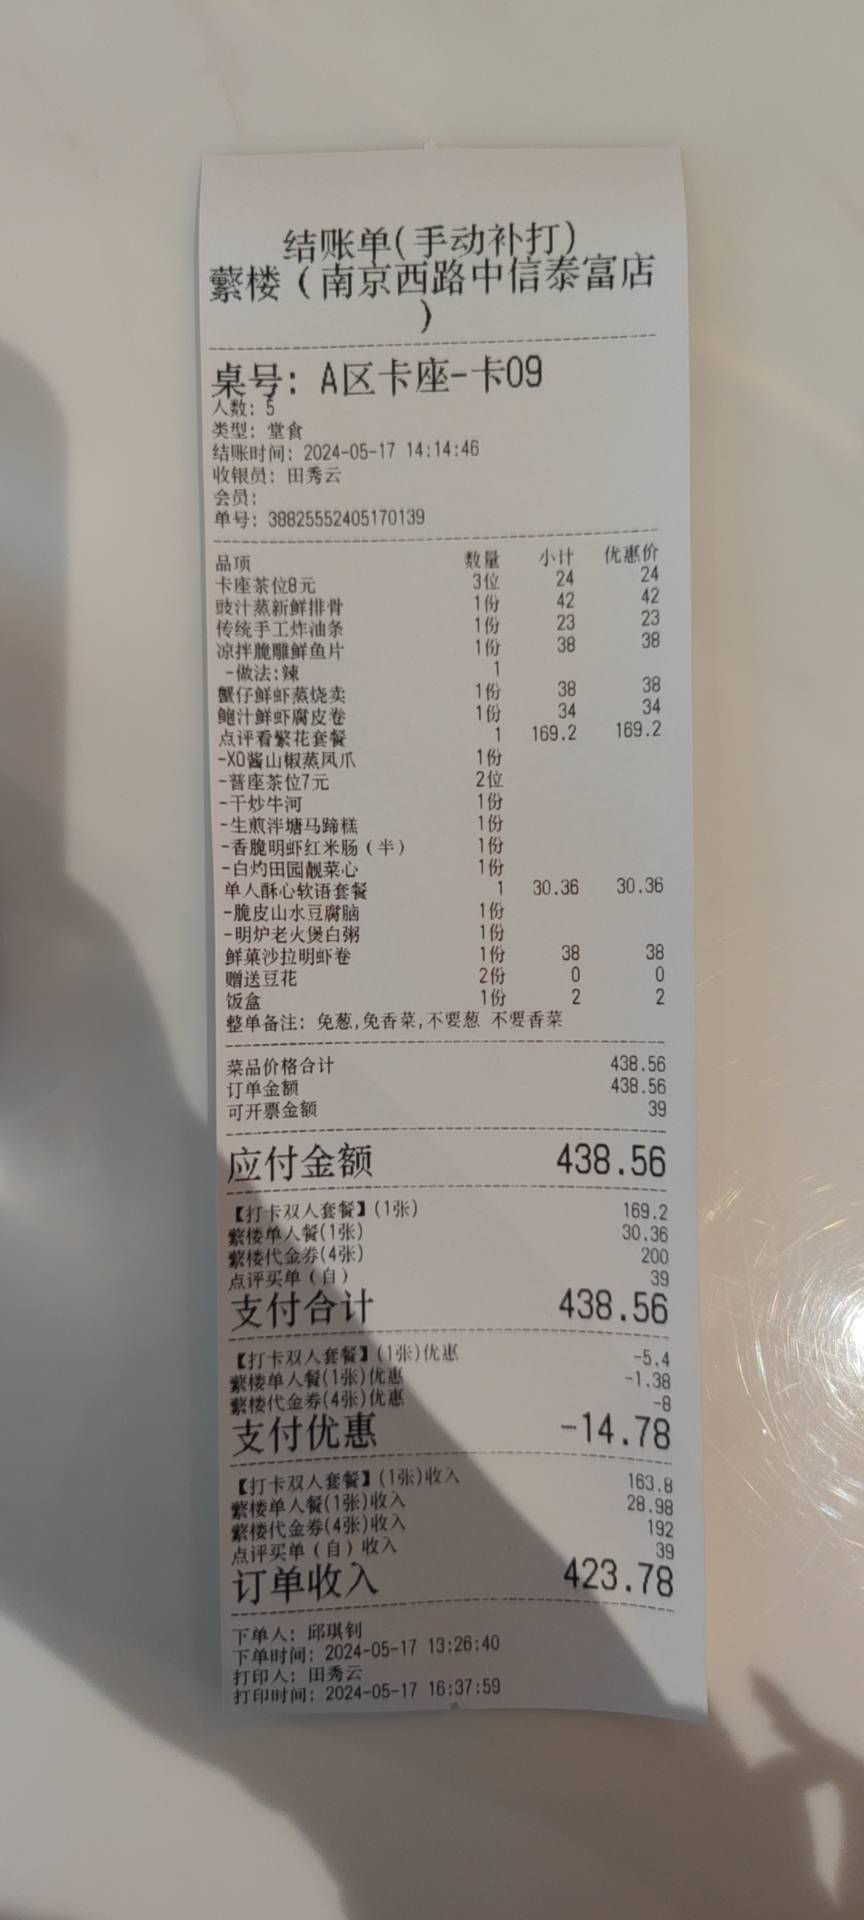 结账单(手动补打)
蘩楼（南京西路中信泰富店
）
桌号: A区卡座-卡09
人数: 5
类型: 堂食
结账时间: 2024-05-17 14:14:46
收银员: 田秀云
会员:
单号: 38825552405170139
品项 数量 小计 优惠价
卡座茶位8元 3位 24 24
豉汁蒸新鲜排骨 1份 42 42
传统手工炸油条 1份 23 23
凉拌脆雕鲜鱼片 1份 38 38
-做法:辣 1
蟹仔鲜虾蒸烧卖 1份 38 38
鲍汁鲜虾腐皮卷 1份 34 34
点评看繁花套餐 1 169.2 169.2
-XO酱山椒蒸凤爪 1份
-普座茶位7元 2位
-干炒牛河 1份
-生煎泮塘马蹄糕 1份
-香脆明虾红米肠（半） 1份
-白灼田园靓菜心 1份
单人酥心软语套餐 1 30.36 30.36
-脆皮山水豆腐脑 1份
-明炉老火煲白粥 1份
鲜菓沙拉明虾卷 1份 38 38
赠送豆花 2份 0 0
饭盒 1份 2 2
整单备注: 免葱,免香菜,不要葱 不要香菜
菜品价格合计 438.56
订单金额 438.56
可开票金额 39
应付金额 438.56
【打卡双人套餐】(1张) 169.2
蘩楼单人餐(1张) 30.36
蘩楼代金券(4张) 200
点评买单（自） 39
支付合计 438.56
【打卡双人套餐】(1张)优惠 -5.4
蘩楼单人餐(1张)优惠 -1.38
蘩楼代金券(4张)优惠 -8
支付优惠 -14.78
【打卡双人套餐】(1张)收入 163.8
蘩楼单人餐(1张)收入 28.98
蘩楼代金券(4张)收入 192
点评买单（自）收入 39
订单收入 423.78
下单人: 邱琪钊
下单时间: 2024-05-17 13:26:40
打印人: 田秀云
打印时间: 2024-05-17 16:37:59